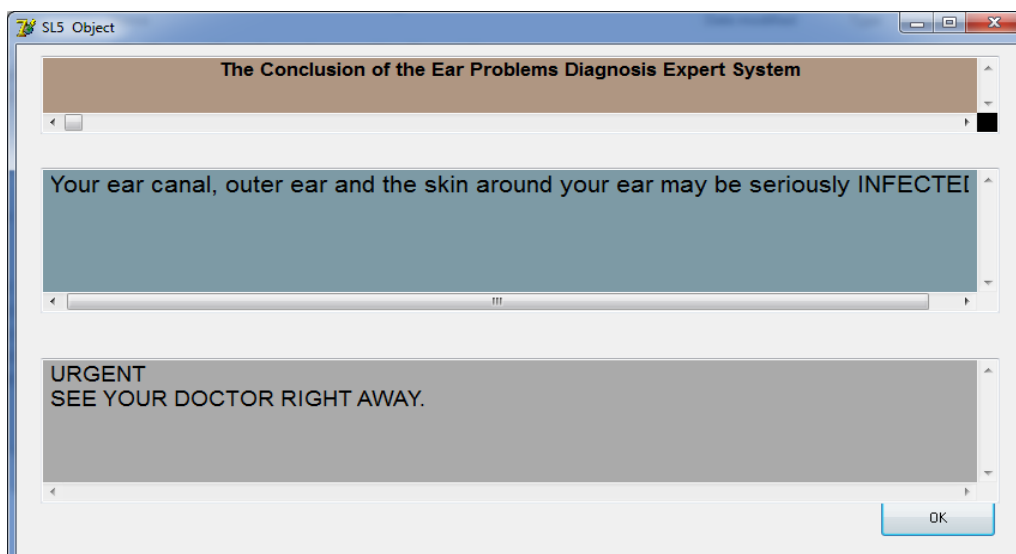 SL5 Object
The Conclusion of the Ear Problems Diagnosis Expert System
Your ear canal, outer ear and the skin around your ear may be seriously INFECTED
URGENT
SEE YOUR DOCTOR RIGHT AWAY.
OK